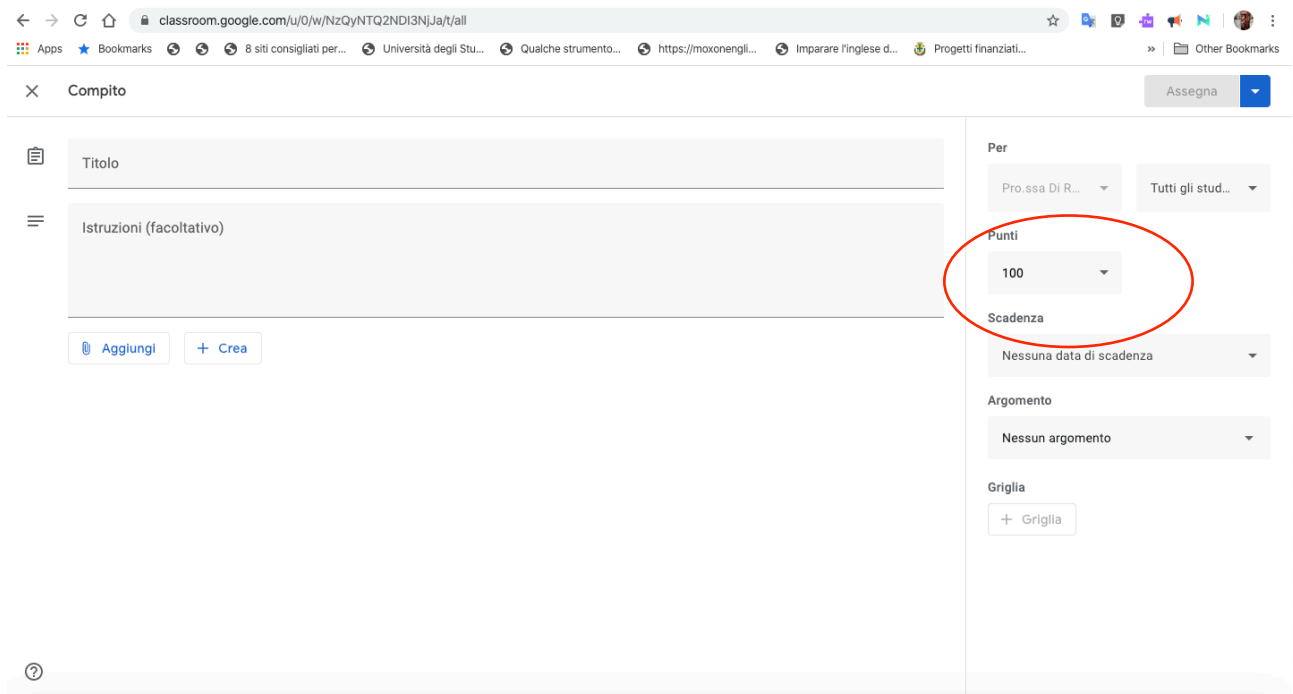 classroom.google.com/u/0/w/NzQyNTQ2NDI3NjJa/t/all
Apps Bookmarks 8 siti consigliati per... Università degli Stu... Qualche strumento... https://moxonengli... Imparare l'inglese d... Progetti finanziati... » Other Bookmarks
Compito Assegna
Titolo
Istruzioni (facoltativo)
Aggiungi + Crea
Per
Pro.ssa Di R... Tutti gli stud...
Punti
100
Scadenza
Nessuna data di scadenza
Argomento
Nessun argomento
Griglia
+ Griglia